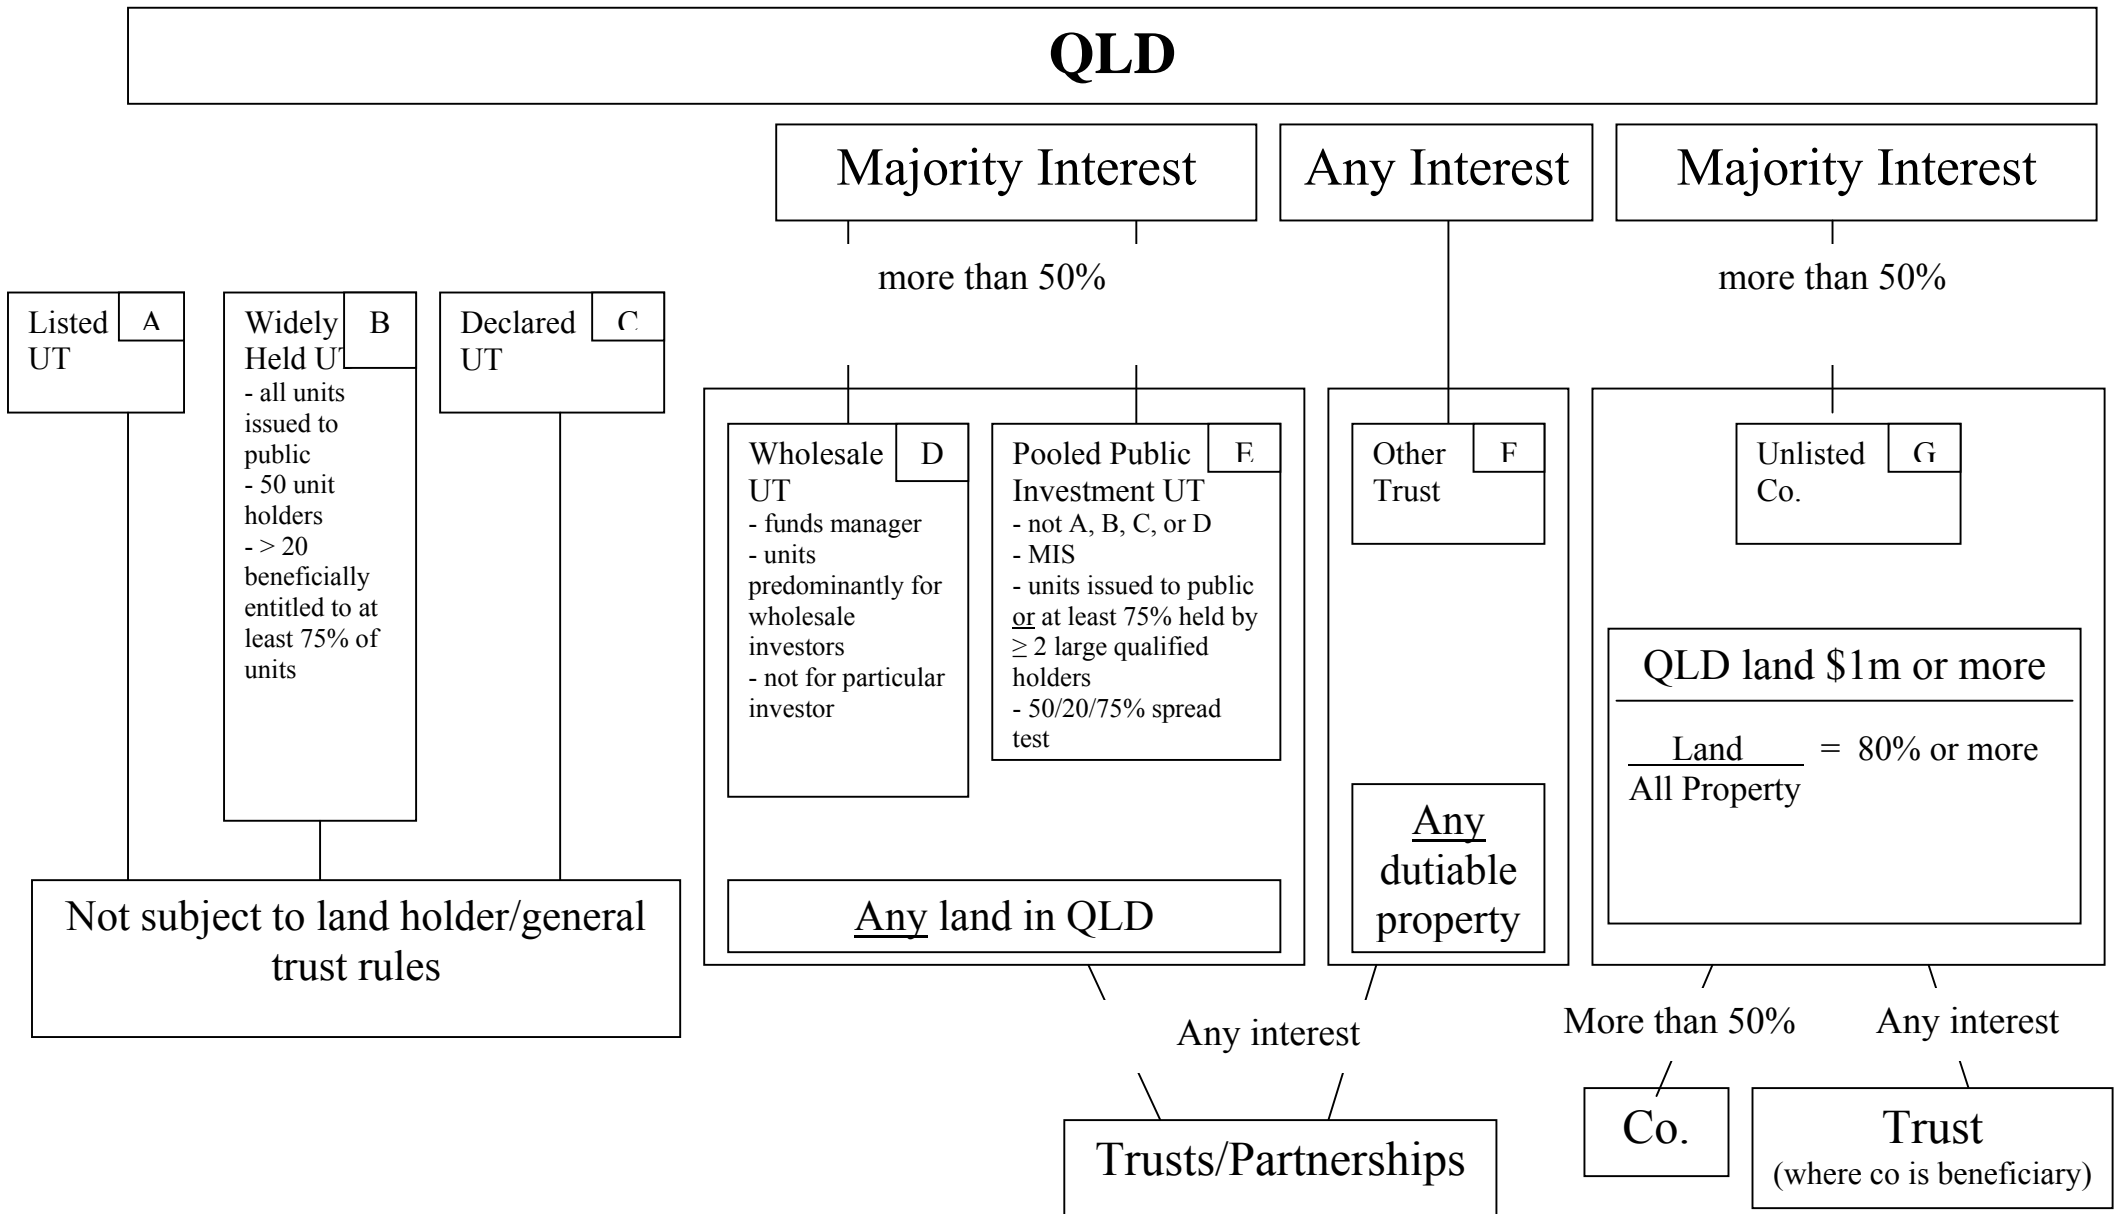 QLD
Majority Interest
Any Interest
Majority Interest
more than 50%
more than 50%
Listed
UT
A
Widely
Held UT
B
- all units
issued to
public
- 50 unit
holders
- > 20
beneficially
entitled to at
least 75% of
units
Declared
UT
C
Wholesale
UT
D
- funds manager
- units
predominantly for
wholesale
investors
- not for particular
investor
Pooled Public
Investment UT
E
- not A, B, C, or D
- MIS
- units issued to public
or at least 75% held by
≥ 2 large qualified
holders
- 50/20/75% spread
test
Other
Trust
F
Unlisted
Co.
G
QLD land $1m or more
Land
All Property
= 80% or more
Any
dutiable
property
Not subject to land holder/general
trust rules
Any land in QLD
Any interest
More than 50%
Any interest
Trusts/Partnerships
Co.
Trust
(where co is beneficiary)